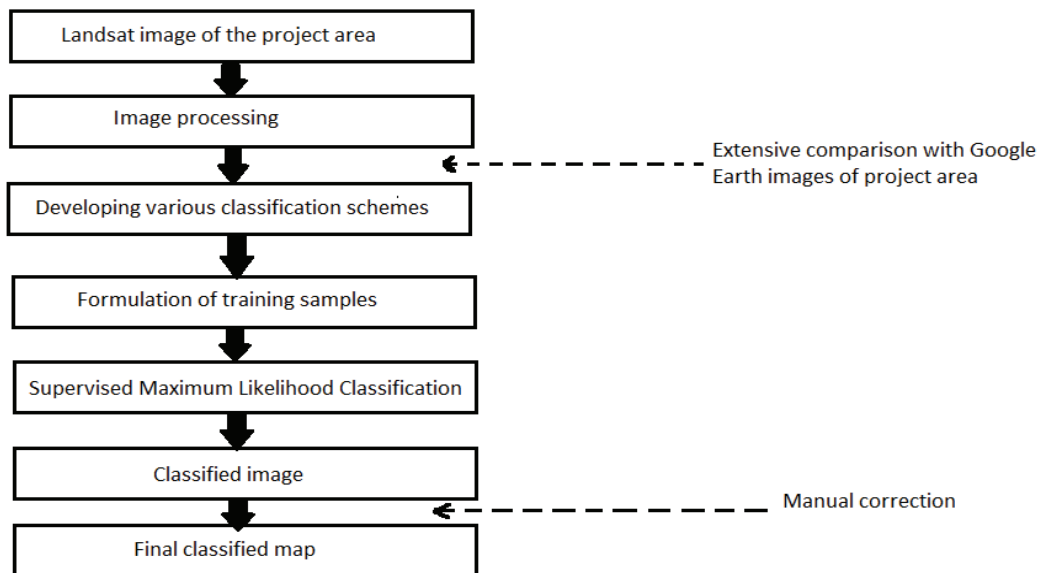 Landsat image of the project area
Image processing
Extensive comparison with Google
Earth images of project area
Developing various classification schemes
Formulation of training samples
Supervised Maximum Likelihood Classification
Classified image
Manual correction
Final classified map